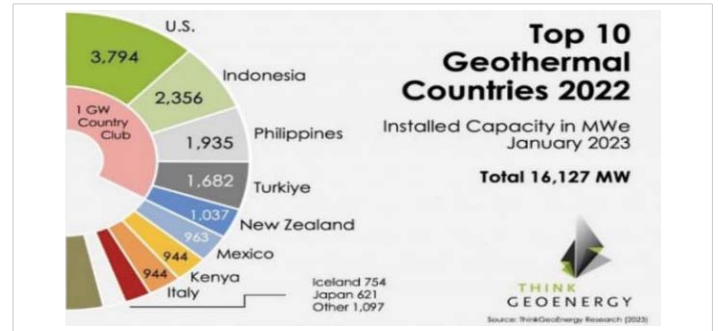 U.S.
3,794
Indonesia
2,356
1 GW
Country
Club
Philippines
1,935
1,682
Turkiye
1,037
New Zealand
963
Mexico
944
Kenya
944
Italy
Iceland 754
Japan 621
Other 1,097
Top 10
Geothermal
Countries 2022
Installed Capacity in MWe
January 2023
Total 16,127 MW
THINK
GEOENERGY
Source: ThinkGeoEnergy Research (2023)